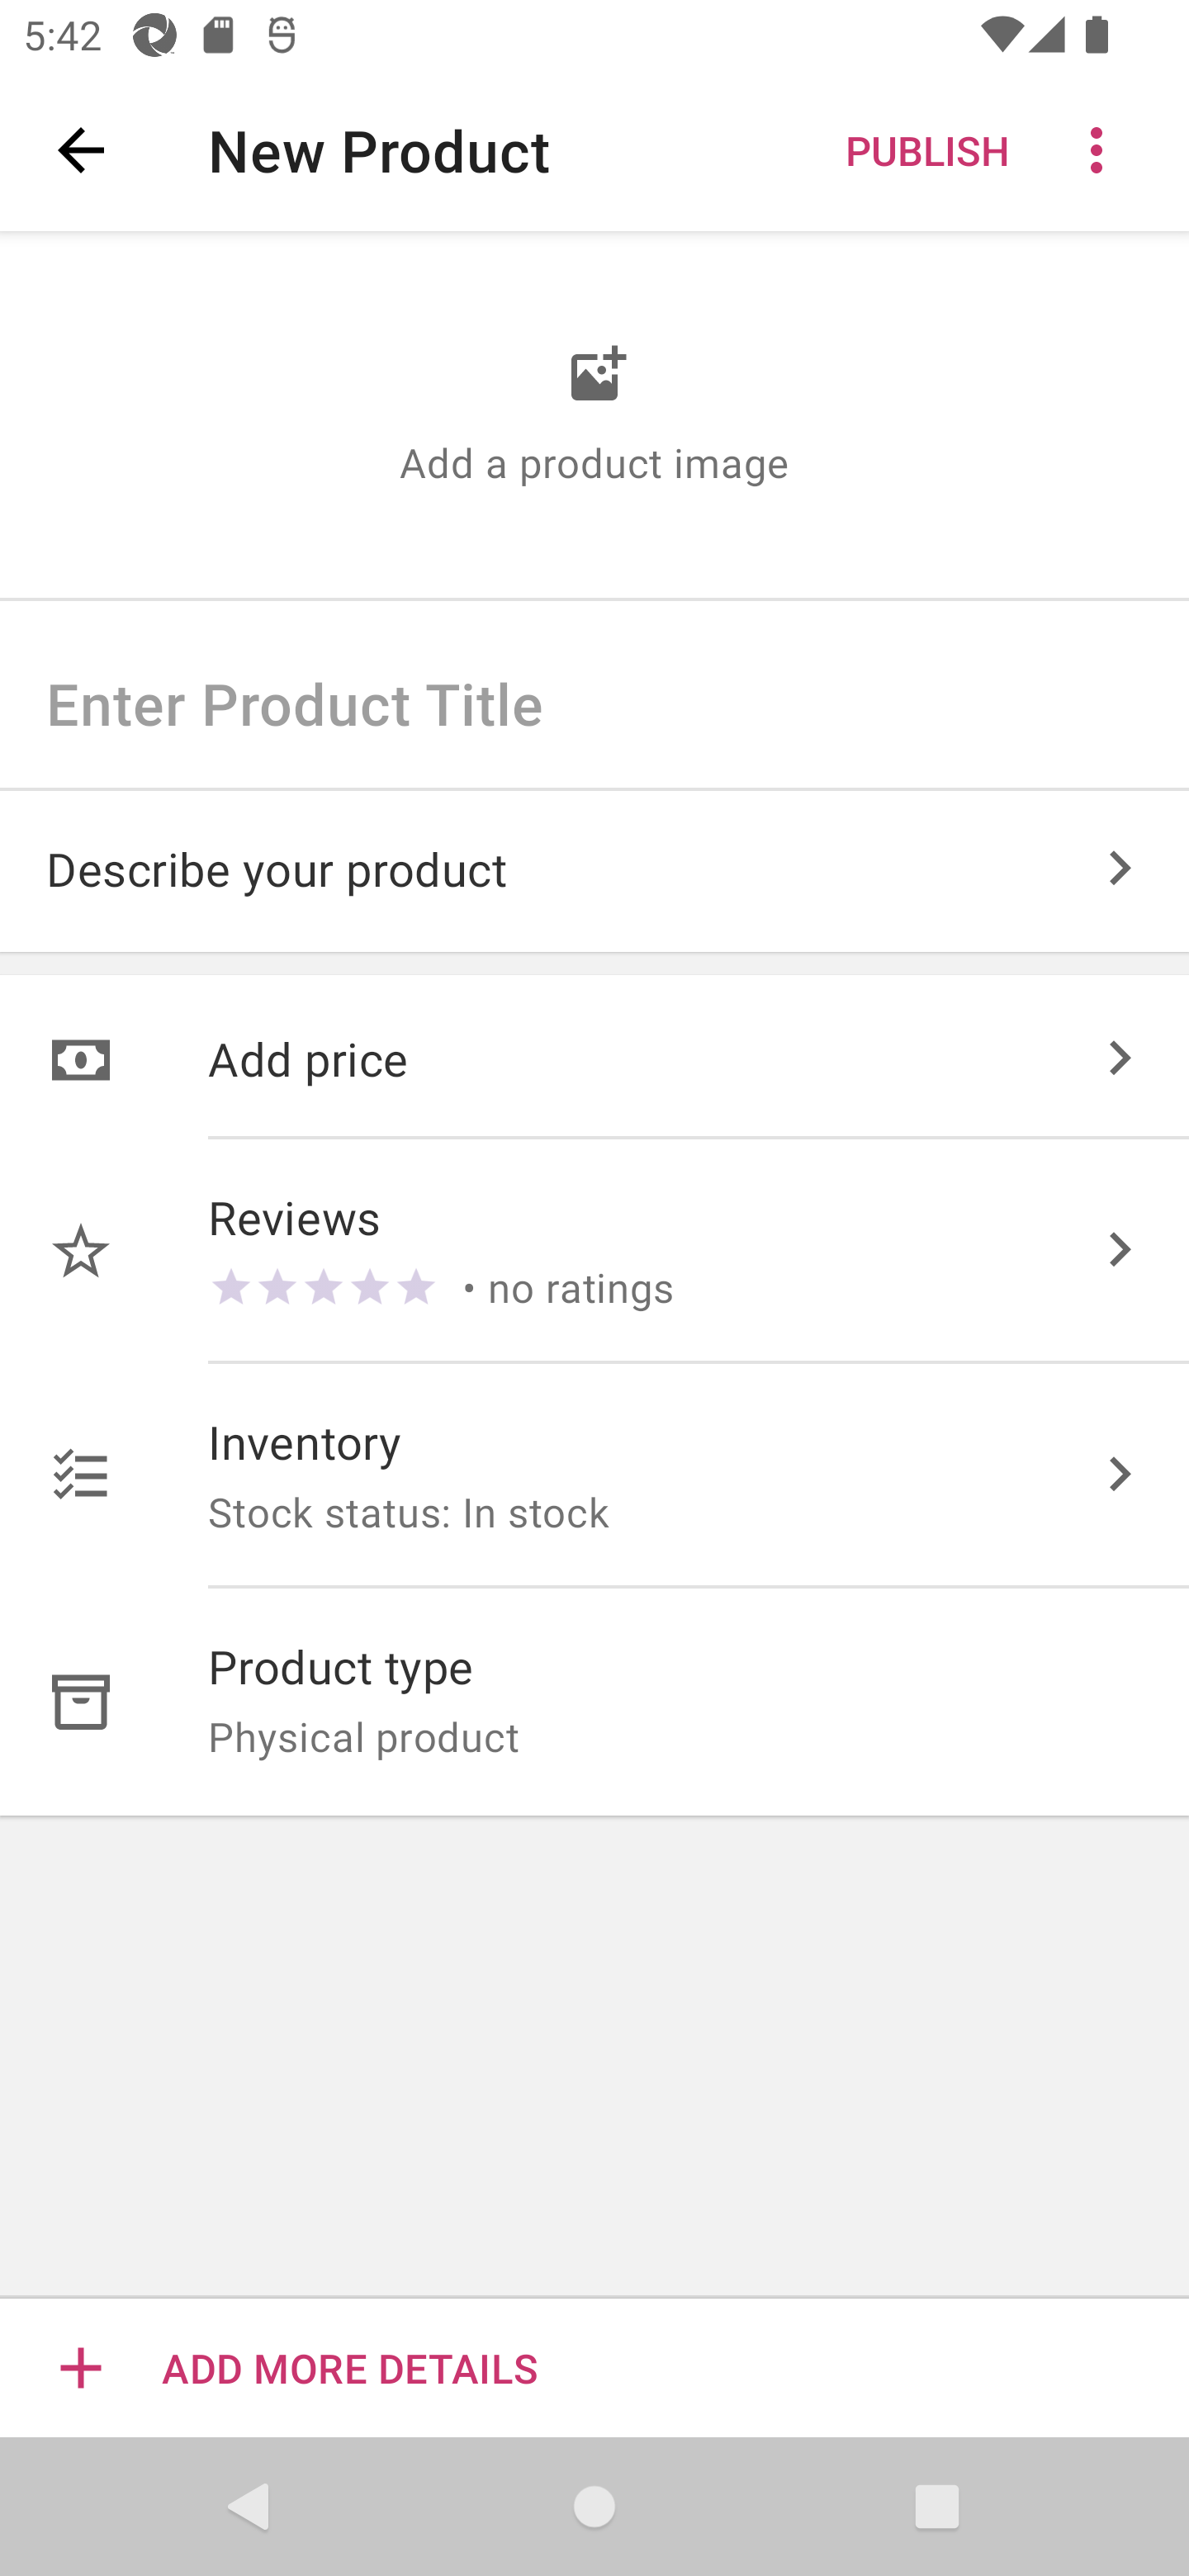 5:42
New Product
PUBLISH
Add a product image
Enter Product Title
Describe your product
Add price
Reviews
• no ratings
Inventory
Stock status: In stock
Product type
Physical product
ADD MORE DETAILS